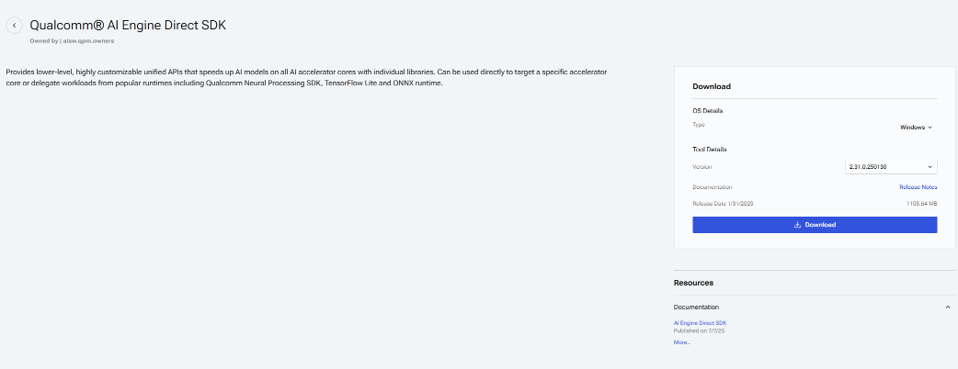 Qualcomm® AI Engine Direct SDK
Owned by | aisw.qpm.owners
Provides lower-level, highly customizable unified APIs that speeds up AI models on all AI accelerator cores with individual libraries. Can be used directly to target a specific accelerator
core or delegate workloads from popular runtimes including Qualcomm Neural Processing SDK, TensorFlow Lite and ONNX runtime.
Download
OS Details
Type
Windows
Tool Details
Version
2.31.0.250130
Documentation
Release Notes
Release Date 1/31/2025
1105.64 MB
Download
Resources
Documentation
AI Engine Direct SDK
Published on 7/7/25
More...